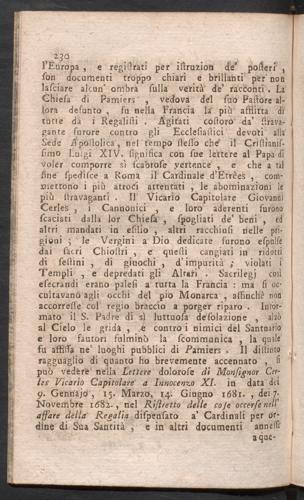 230
l'Europa, e registrati per istruzion de' posteri,
son documenti troppo chiari e brillanti per non
lasciare alcun' ombra sulla verità de' racconti. La
Chiesa di Pamiers, vedova del suo Pastore al-
lora defunto, fu nella Francia la più afflitta di
tutte da i Regalisti. Agitati costoro da' strava-
gante furore contro gli Ecclesiastici devoti alla
Sede Apostolica, nel tempo stesso che il Cristianis-
simo Luigi XIV. significa con sue lettere al Papa di
voler comporre sì scabrose vertenze, e che a tal
fine spedisce a Roma il Cardinale d'Etrèes, com-
mettono i più atroci attentati, le abominazioni le
più stravaganti. Il Vicario Capitolare Giovanni
Cerles, i Cannonici, e loro aderenti furono
scaciati dalla lor Chiesa, spogliati de' beni, ed
altri mandati in esilio, altri racchiusi nelle pri-
gioni; le Vergini a Dio dedicate furono espulse
dai sacri Chiostri, e questi cangiati in ridotti
di festini, di giuochi, d'impurità; violati i
Templi, e depredati gli Altari. Sacrilegj così
esecrandi erano palesi a tutta la Francia: ma si oc-
cultavano agli occhi del pio Monarca, affinchè non
accorresse col regio braccio a porger riparo. Infor-
mato il S. Padre di sì luttuosa desolazione, alzò
al Cielo le grida, e contro i nimici del Santuario
e loro fautori fulminò la scommunica, la quale
fu affissa ne' luoghi pubblici di Pamiers. Il distinto
ragguaglio di quanto ho brevemente accennato, si
può vedere nella Lettere dolorose di Monsignor Cer-
les Vicario Capitolare a Innocenzo XI. in data dei
9. Gennajo, 15. Marzo, 14. Giugno 1681., dei 7.
Novembre 1682., nel Ristretto delle cose occorse nell'
affare della Regalìa dispensato a' Cardinali per or-
dine di Sua Santità, e in altri documenti annessi
a que-